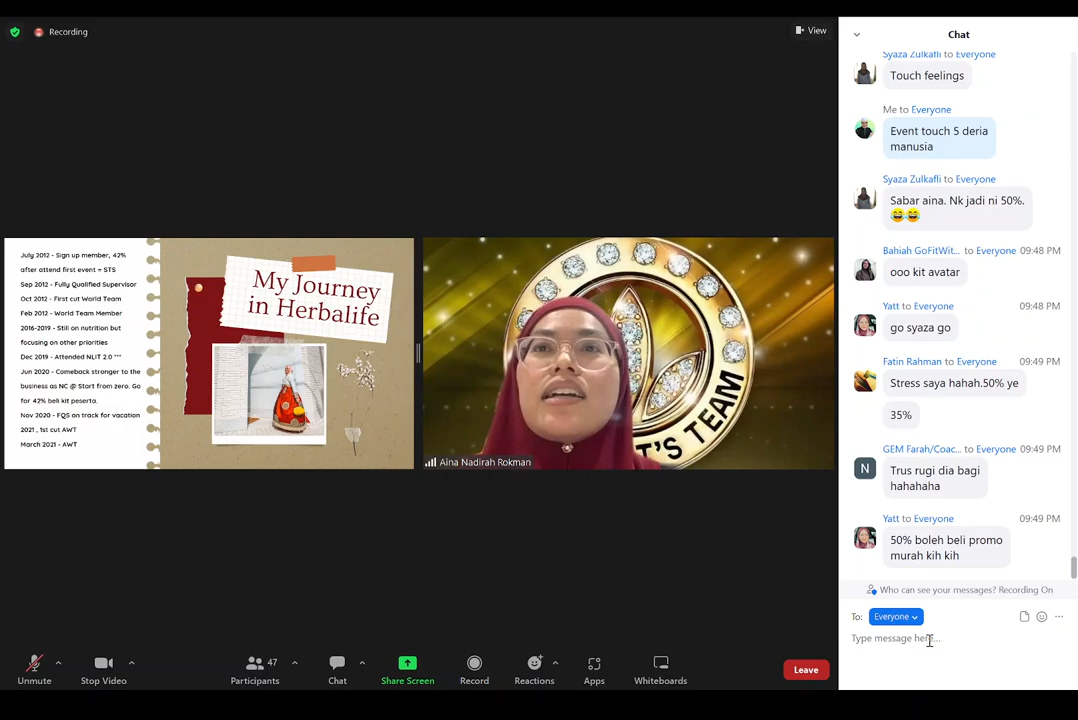 Recording
View
July 2012 - Sign up member, 42%
after attend first event = STS
Sep 2012 - Fully Qualified Supervisor
Oct 2012 - First cut World Team
Feb 2012 - World Team Member
2016-2019 - Still on nutrition but
focusing on other priorities
Dec 2019 - Attended NLIT 2.0 ***
Jun 2020 - Comeback stronger to the
business as NC @ Start from zero. Go
for 42% beli kit peserta.
Nov 2020 - FQS on track for vacation
2021 , 1st cut AWT
March 2021 - AWT
My Journey
in Herbalife
T'S TEAM
Aina Nadirah Rokman
Unmute
Stop Video
47
Participants
Chat
Share Screen
Record
Reactions
Apps
Whiteboards
Leave
Chat
Syaza Zulkafli to Everyone
Touch feelings
Me to Everyone
Event touch 5 deria
manusia
Syaza Zulkafli to Everyone
Sabar aina. Nk jadi ni 50%.
😂😂
Bahiah GoFitWit... to Everyone 09:48 PM
ooo kit avatar
Yatt to Everyone 09:48 PM
go syaza go
Fatin Rahman to Everyone 09:49 PM
Stress saya hahah.50% ye
35%
GEM Farah/Coac... to Everyone 09:49 PM
N
Trus rugi dia bagi
hahahaha
Yatt to Everyone 09:49 PM
50% boleh beli promo
murah kih kih
Who can see your messages? Recording On
To: Everyone
Type message here...